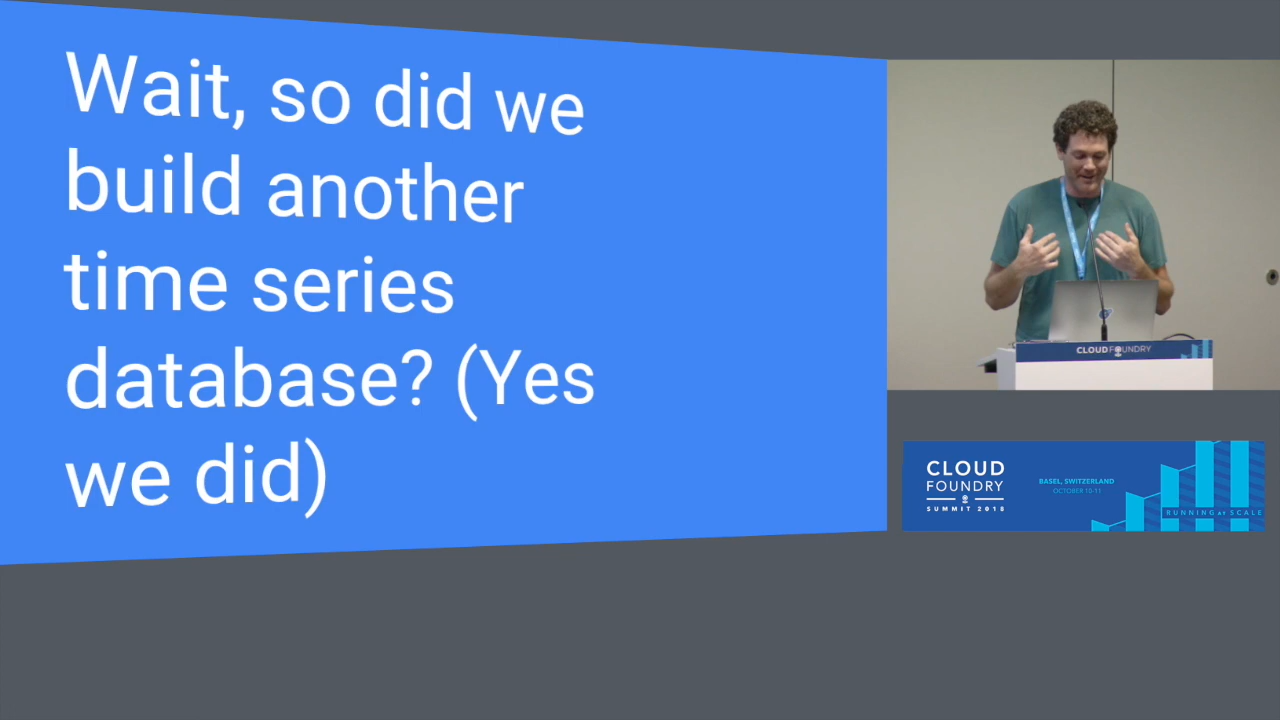 Wait, so did we
build another
time series
database? (Yes
we did)
CLOUD FOUNDRY
CLOUD
FOUNDRY
SUMMIT 2018
BASEL, SWITZERLAND
OCTOBER 10-11
RUNNING AT SCALE